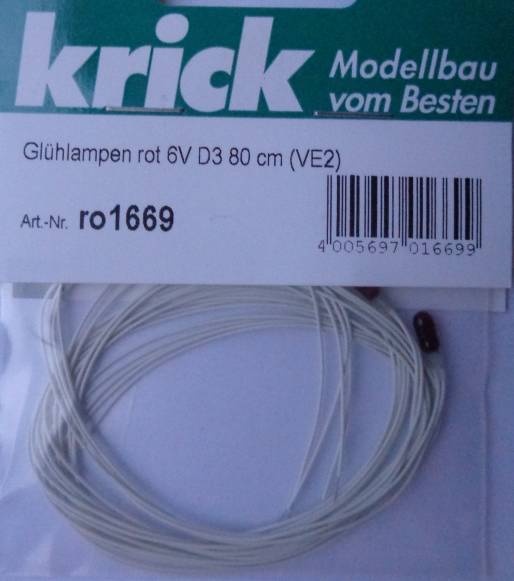 krick
Modellbau
vom Besten
Glühlampen rot 6V D3 80 cm (VE2)
Art.-Nr. ro1669
4 005697 016699